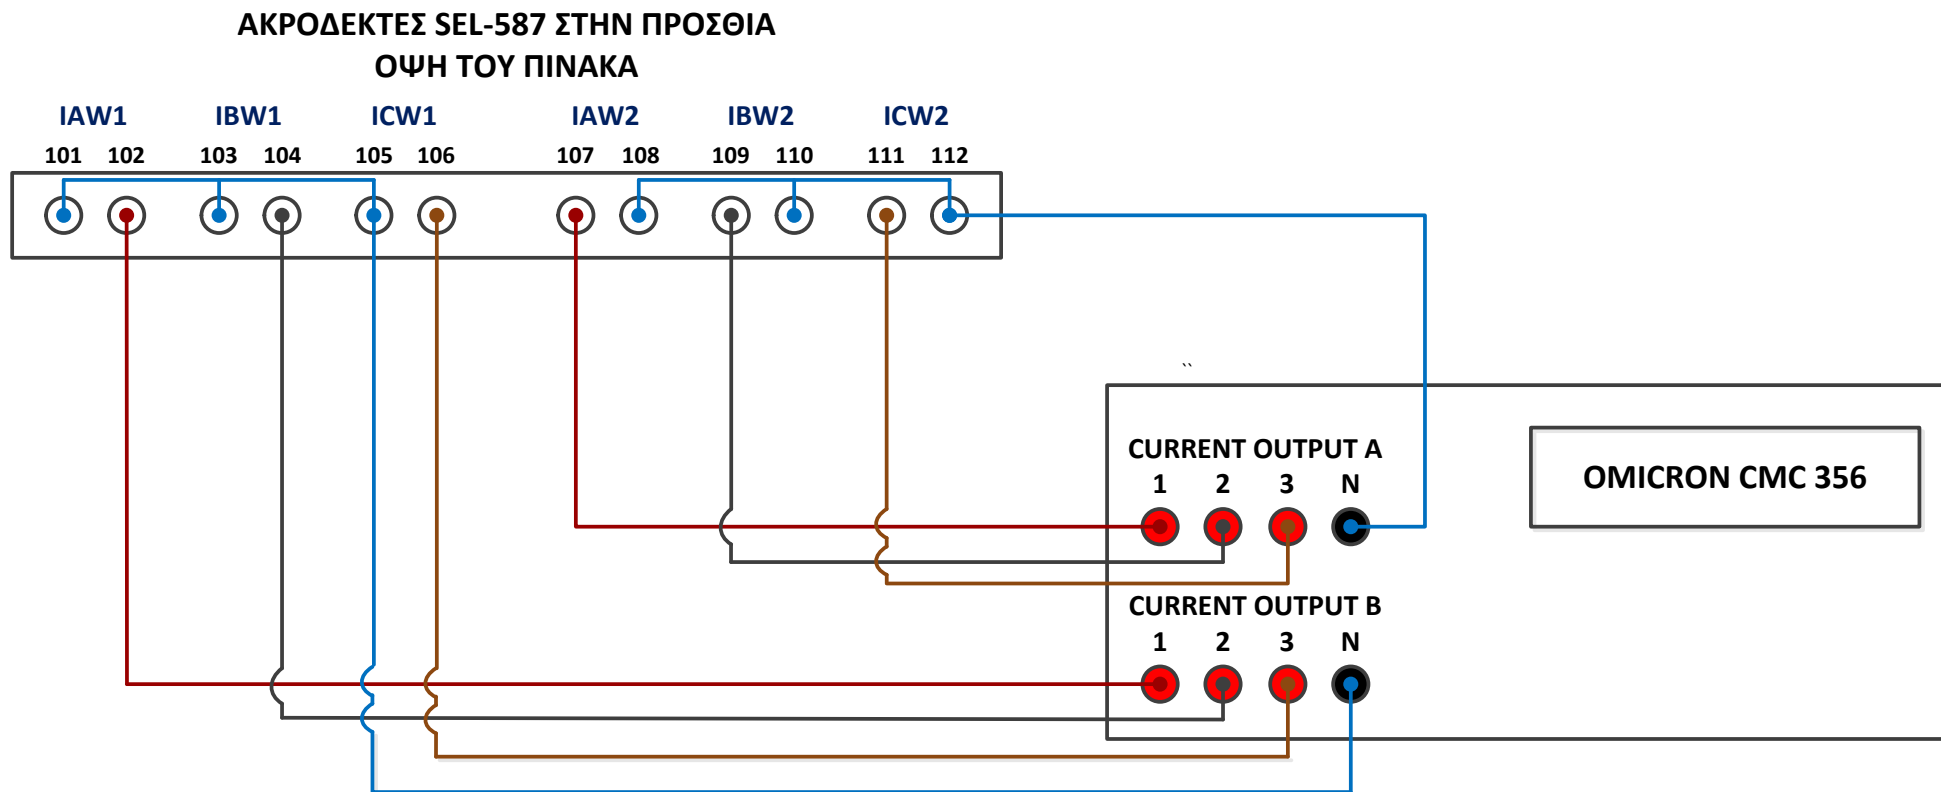 ΑΚΡΟΔΕΚΤΕΣ SEL-587 ΣΤΗΝ ΠΡΟΣΘΙΑ
ΟΨΗ ΤΟΥ ΠΙΝΑΚΑ
IAW1 IBW1 ICW1 IAW2 IBW2 ICW2
101 102 103 104 105 106 107 108 109 110 111 112
``
CURRENT OUTPUT A
1 2 3 N
OMICRON CMC 356
CURRENT OUTPUT B
1 2 3 N